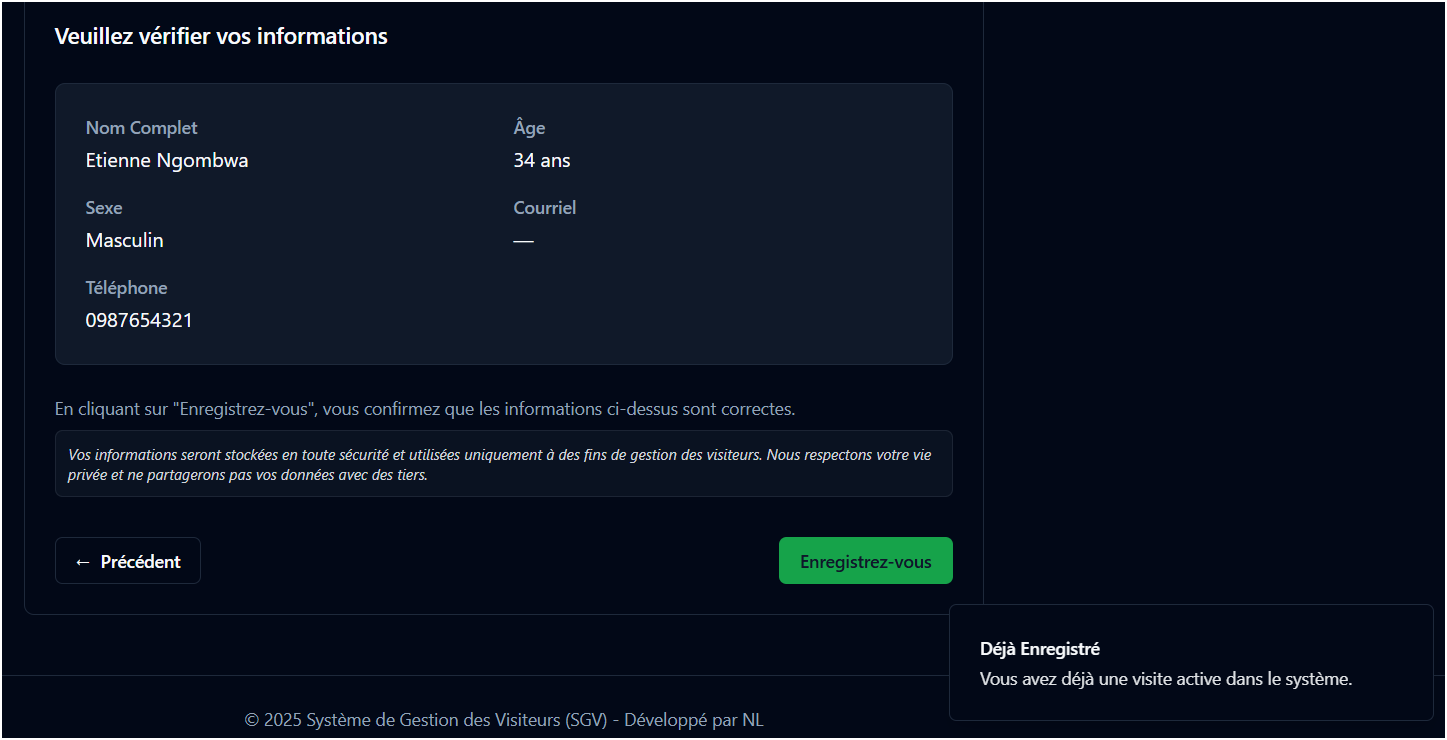 Veuillez vérifier vos informations
Nom Complet
Etienne Ngombwa
Âge
34 ans
Sexe
Masculin
Courriel
—
Téléphone
0987654321
En cliquant sur "Enregistrez-vous", vous confirmez que les informations ci-dessus sont correctes.
Vos informations seront stockées en toute sécurité et utilisées uniquement à des fins de gestion des visiteurs. Nous respectons votre vie
privée et ne partagerons pas vos données avec des tiers.
← Précédent
Enregistrez-vous
Déjà Enregistré
Vous avez déjà une visite active dans le système.
© 2025 Système de Gestion des Visiteurs (SGV) - Développé par NL